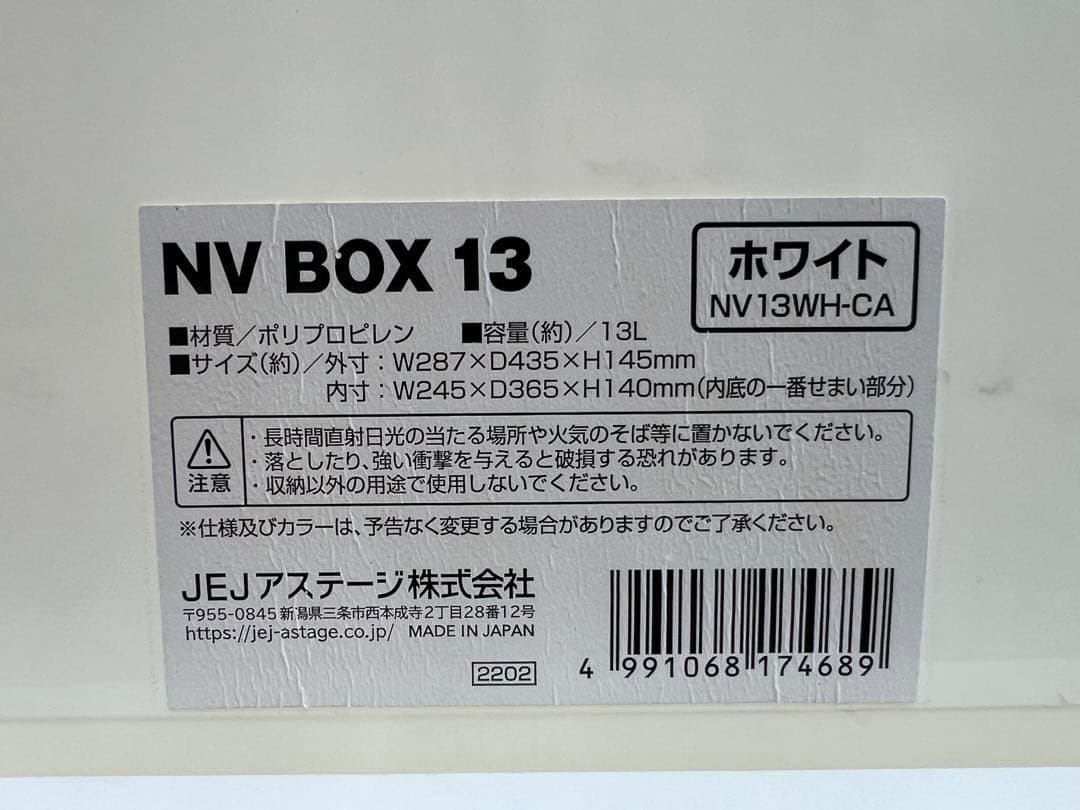 NV BOX 13
ホワイト
NV13WH-CA
■材質／ポリプロピレン ■容量(約)／13L
■サイズ(約)／外寸：W287×D435×H145mm
内寸：W245×D365×H140mm(内底の一番せまい部分)
・長時間直射日光の当たる場所や火気のそば等に置かないでください。
・落としたり、強い衝撃を与えると破損する恐れがあります。
・収納以外の用途で使用しないでください。
注意
※仕様及びカラーは、予告なく変更する場合がありますのでご了承ください。
JEJアステージ株式会社
〒955-0845 新潟県三条市西本成寺2丁目28番12号
https://jej-astage.co.jp/ MADE IN JAPAN
2202
4 991068 174689